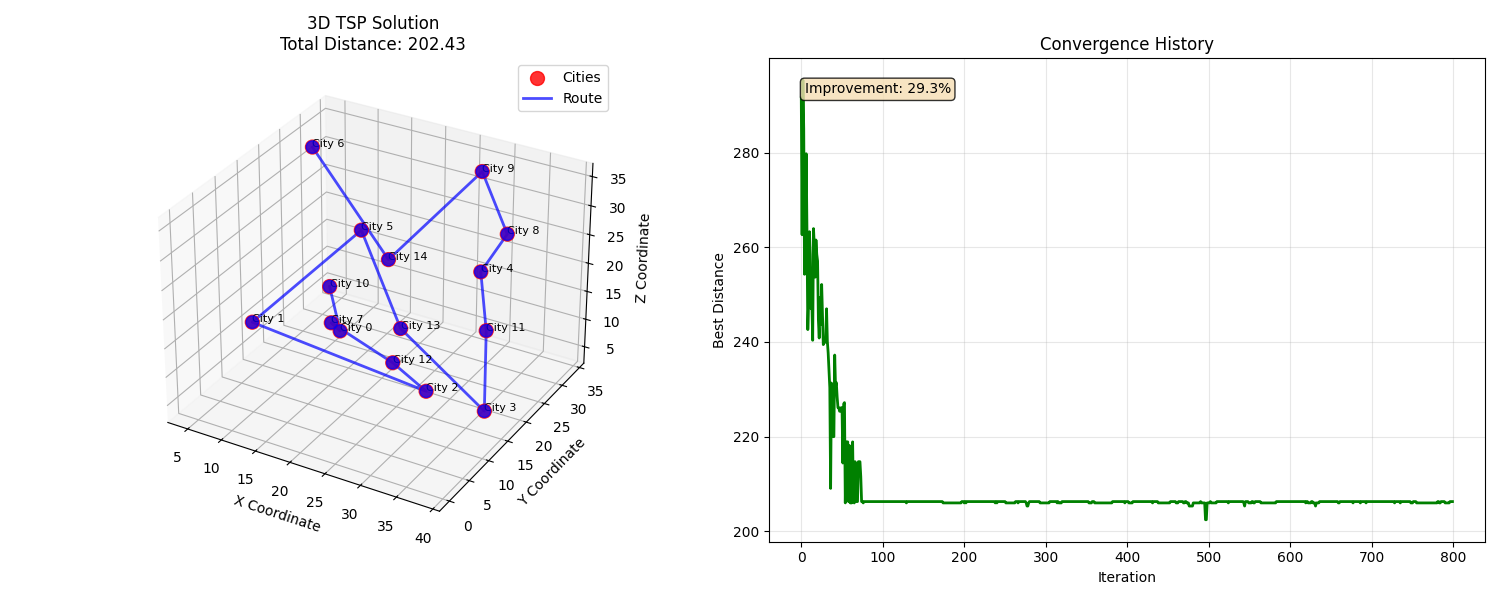 3D TSP Solution
Total Distance: 202.43
Cities
Route
City 6
City 9
City 5
City 8
City 14
City 4
City 10
City 1
City 7
City 0
City 13
City 11
City 12
City 2
City 3
5
10
15
20
25
30
35
40
X Coordinate
0
5
10
15
20
25
30
35
Y Coordinate
5
10
15
20
25
30
35
Z Coordinate
Convergence History
Improvement: 29.3%
280
260
240
220
200
Best Distance
0
100
200
300
400
500
600
700
800
Iteration